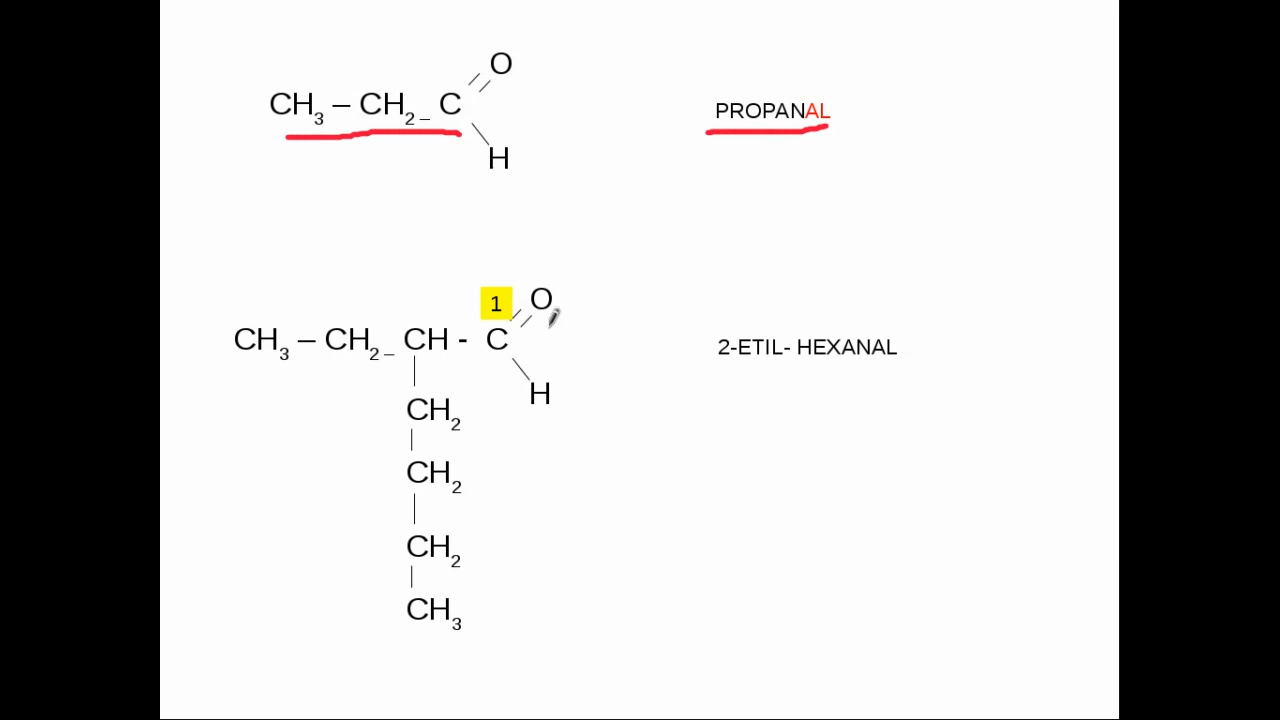 O
CH3 – CH2 – C
H
PROPANAL
1
O
CH3 – CH2 – CH - C
H
2-ETIL- HEXANAL
CH2
CH2
CH2
CH3